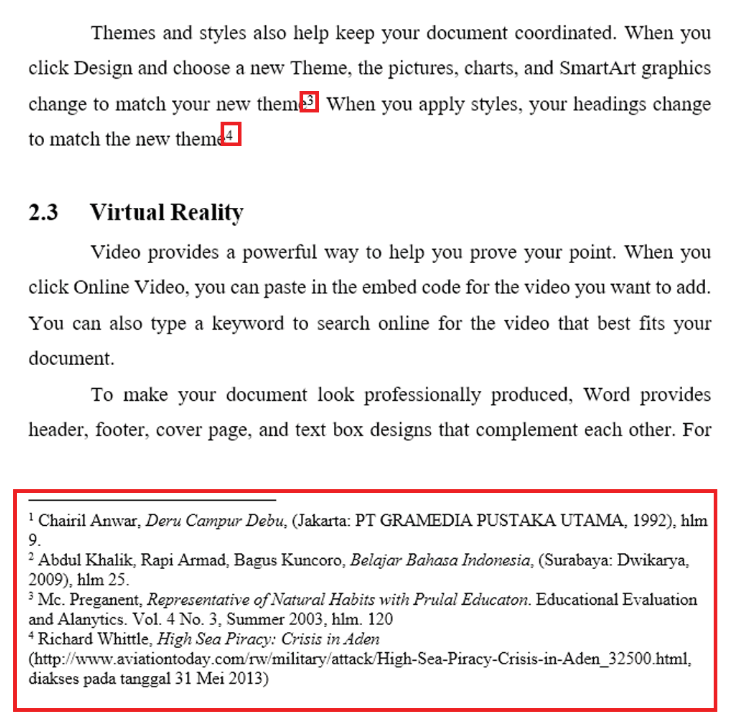 Themes and styles also help keep your document coordinated. When you
click Design and choose a new Theme, the pictures, charts, and SmartArt graphics
change to match your new theme3 When you apply styles, your headings change
to match the new theme4
2.3 Virtual Reality
Video provides a powerful way to help you prove your point. When you
click Online Video, you can paste in the embed code for the video you want to add.
You can also type a keyword to search online for the video that best fits your
document.
To make your document look professionally produced, Word provides
header, footer, cover page, and text box designs that complement each other. For
1 Chairil Anwar, Deru Campur Debu, (Jakarta: PT GRAMEDIA PUSTAKA UTAMA, 1992), hlm
9.
2 Abdul Khalik, Rapi Armad, Bagus Kuncoro, Belajar Bahasa Indonesia, (Surabaya: Dwikarya,
2009), hlm 25.
3 Mc. Preganent, Representative of Natural Habits with Prulal Educaton. Educational Evaluation
and Alanytics. Vol. 4 No. 3, Summer 2003, hlm. 120
4 Richard Whittle, High Sea Piracy: Crisis in Aden
(http://www.aviationtoday.com/rw/military/attack/High-Sea-Piracy-Crisis-in-Aden_32500.html,
diakses pada tanggal 31 Mei 2013)